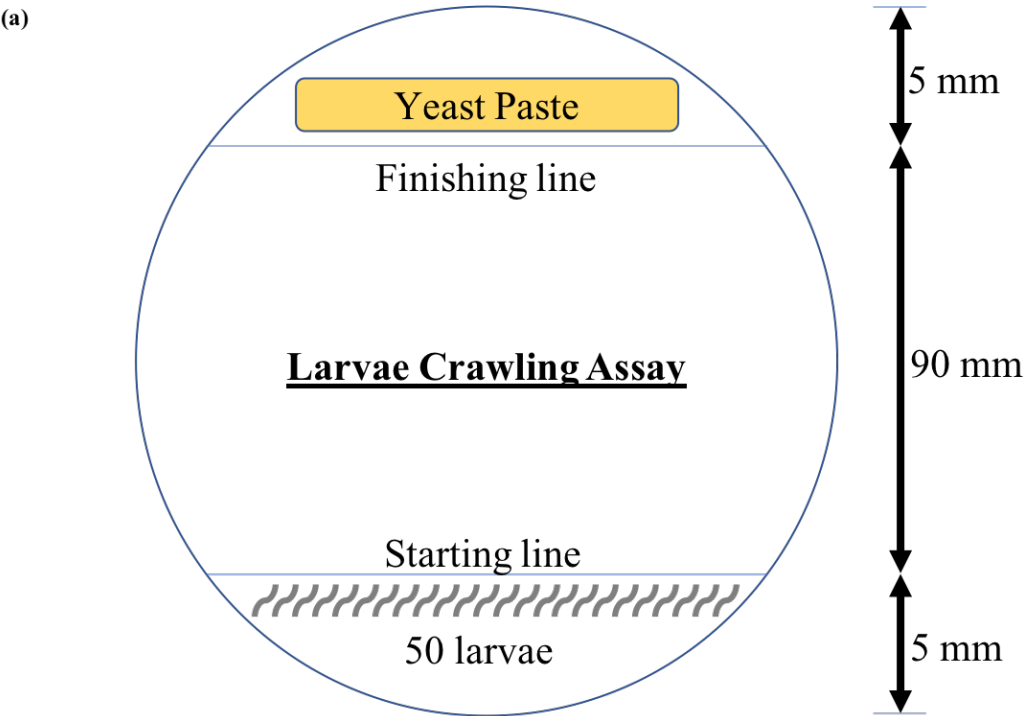 (a)
5 mm
Yeast Paste
Finishing line
Larvae Crawling Assay
90 mm
Starting line
50 larvae
5 mm